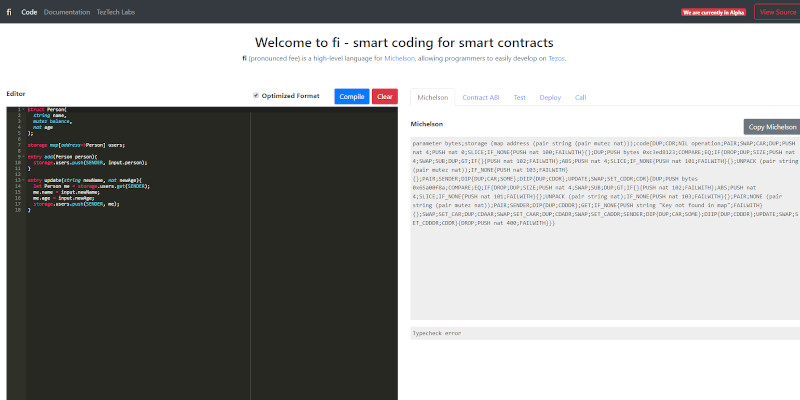 fi Code Documentation TezTech Labs We are currently in Alpha View Source
Welcome to fi - smart coding for smart contracts
fi (pronounced fee) is a high-level language for Michelson, allowing programmers to easily develop on Tezos.
Editor Optimized Format Compile Clear
1 struct Person(
2 string name,
3 mutez balance,
4 nat age
5 );
6
7 storage map[address=>Person] users;
8
9 entry add(Person person){
10 storage.users.push(SENDER, input.person);
11 }
12
13 entry update(string newName, nat newAge){
14 let Person me = storage.users.get(SENDER);
15 me.name = input.newName;
16 me.age = input.newAge;
17 storage.users.push(SENDER, me);
18 }
Michelson Contract ABI Test Deploy Call
Michelson Copy Michelson
parameter bytes;storage (map address (pair string (pair mutez nat)));code{DUP;CDR;NIL operation;PAIR;SWAP;CAR;DUP;PUSH
nat 4;PUSH nat 0;SLICE;IF_NONE{PUSH nat 100;FAILWITH}{};DUP;PUSH bytes
;COMPARE;EQ;IF{DROP;DUP;SIZE;PUSH nat
4;SWAP;SUB;DUP;GT;IF{}{PUSH nat 102;FAILWITH};ABS;PUSH nat 4;SLICE;IF_NONE{PUSH nat 101;FAILWITH}{};UNPACK (pair string
(pair mutez nat));IF_NONE{PUSH nat 103;FAILWITH}
{};PAIR;SENDER;DIP{DUP;CAR;SOME};DIIP{DUP;CDDR};UPDATE;SWAP;SET_CDDR;CDR}{DUP;PUSH bytes
;COMPARE;EQ;IF{DROP;DUP;SIZE;PUSH nat 4;SWAP;SUB;DUP;GT;IF{}{PUSH nat 102;FAILWITH};ABS;PUSH nat
4;SLICE;IF_NONE{PUSH nat 101;FAILWITH}{};UNPACK (pair string nat);IF_NONE{PUSH nat 103;FAILWITH}{};PAIR;NONE (pair
string (pair mutez nat));PAIR;SENDER;DIP{DUP;CDDDR};GET;IF_NONE{PUSH string "Key not found in map";FAILWITH}
{};SWAP;SET_CAR;DUP;CDAAR;SWAP;SET_CAAR;DUP;CDADR;SWAP;SET_CADDR;SENDER;DIP{DUP;CAR;SOME};DIIP{DUP;CDDDR};UPDATE;SWAP;S
ET_CDDDR;CDDR}{DROP;PUSH nat 400;FAILWITH}}}
Typecheck error